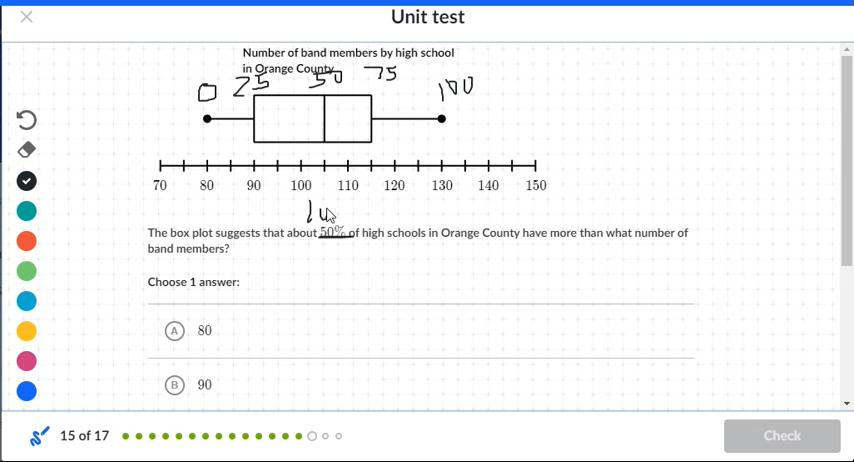 Unit test
Number of band members by high school
in Orange County
0 25 50 75 100
70 80 90 100 110 120 130 140 150
The box plot suggests that about 50% of high schools in Orange County have more than what number of
band members?
Choose 1 answer:
A 80
B 90
15 of 17 Check